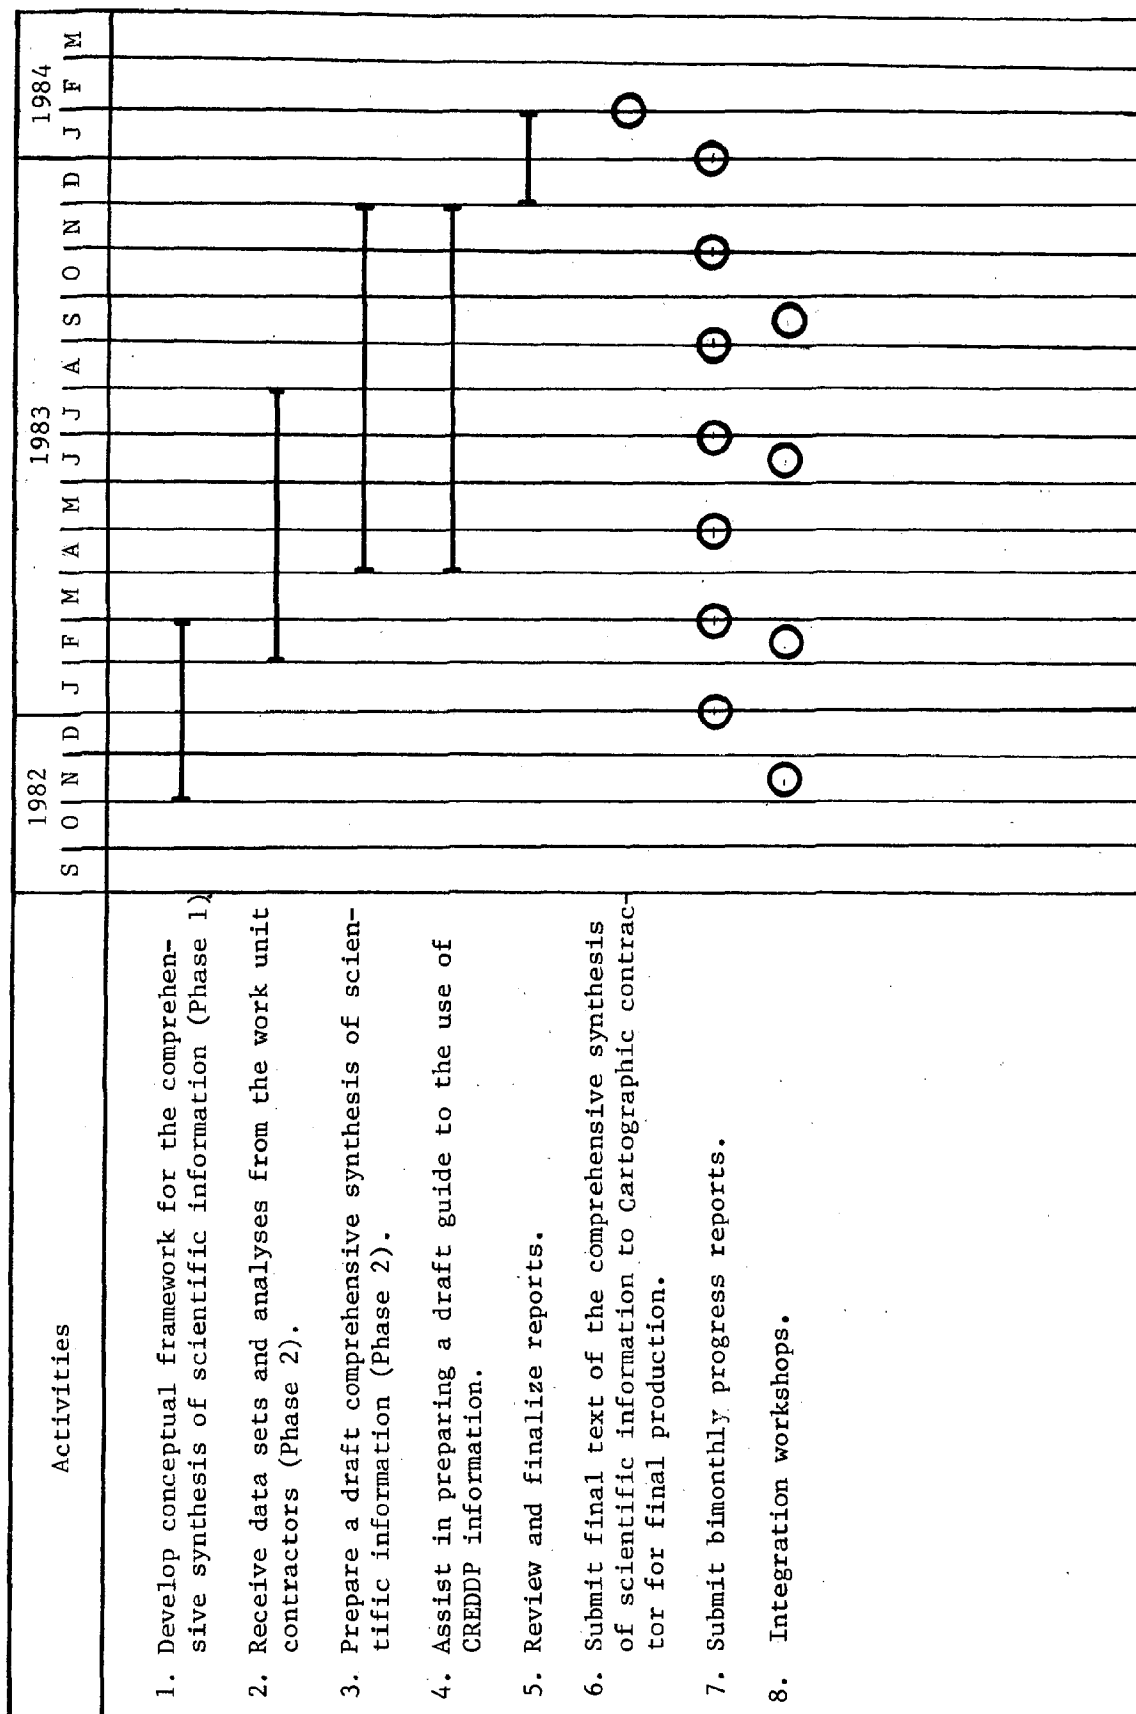 Activities
1982 1983 1984
S O N D J F M A M J J A S O N D J F M
1. Develop conceptual framework for the comprehen-
sive synthesis of scientific information (Phase 1)
2. Receive data sets and analyses from the work unit
contractors (Phase 2).
3. Prepare a draft comprehensive synthesis of scien-
tific information (Phase 2).
4. Assist in preparing a draft guide to the use of
CREDDP information.
5. Review and finalize reports.
6. Submit final text of the comprehensive synthesis
of scientific information to Cartographic contrac-
tor for final production.
7. Submit bimonthly progress reports.
8. Integration workshops.